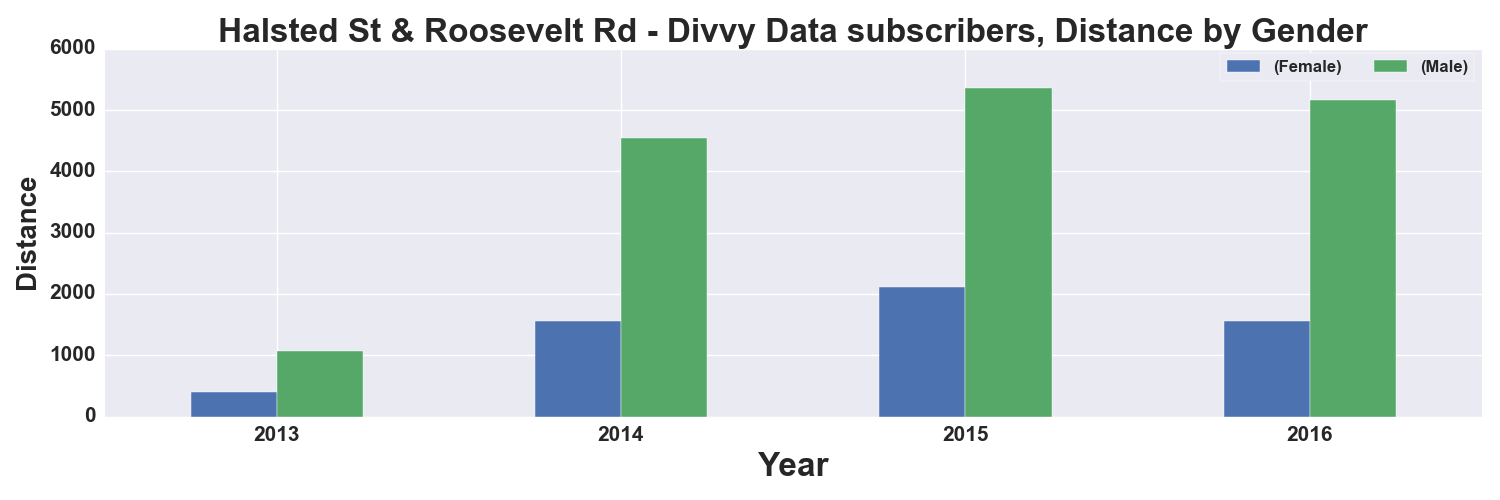 Halsted St & Roosevelt Rd - Divvy Data subscribers, Distance by Gender
6000
5000
4000
3000
2000
1000
0
Distance
(Female) (Male)
2013 2014 2015 2016
Year